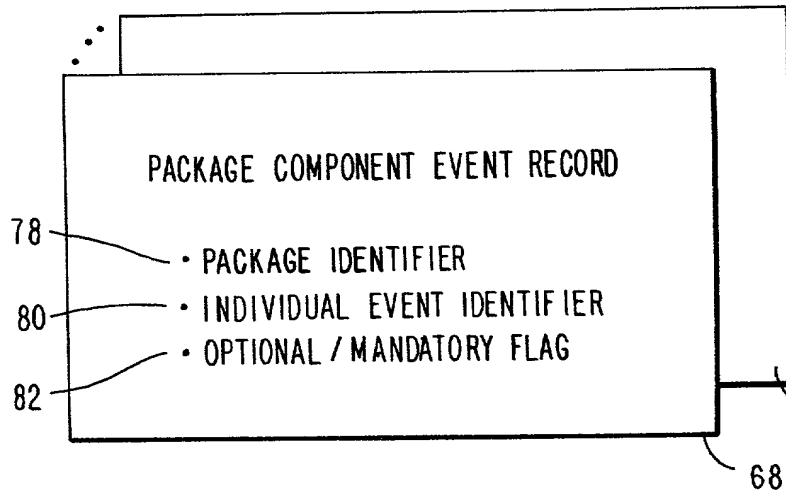 PACKAGE COMPONENT EVENT RECORD
78
• PACKAGE IDENTIFIER
80
• INDIVIDUAL EVENT IDENTIFIER
• OPTIONAL / MANDATORY FLAG
82
68